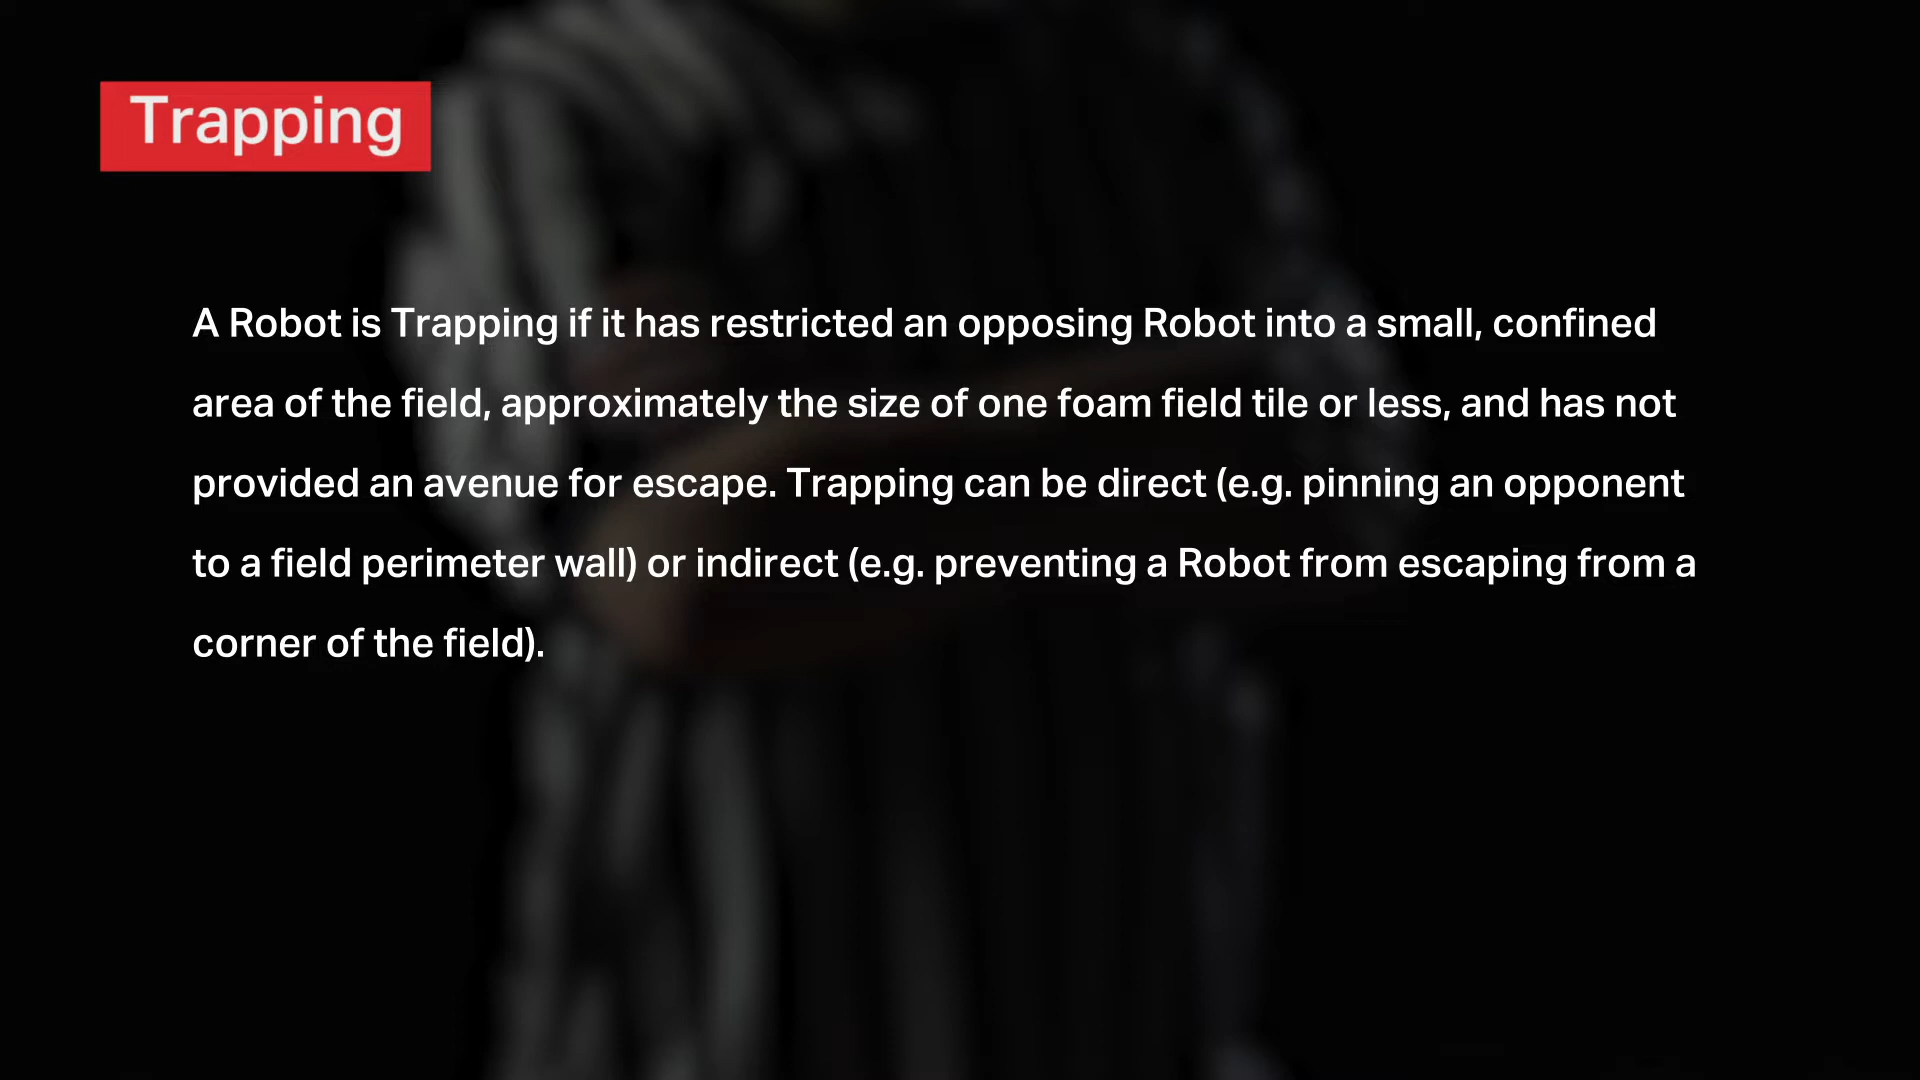 Trapping
A Robot is Trapping if it has restricted an opposing Robot into a small, confined
area of the field, approximately the size of one foam field tile or less, and has not
provided an avenue for escape. Trapping can be direct (e.g. pinning an opponent
to a field perimeter wall) or indirect (e.g. preventing a Robot from escaping from a
corner of the field).